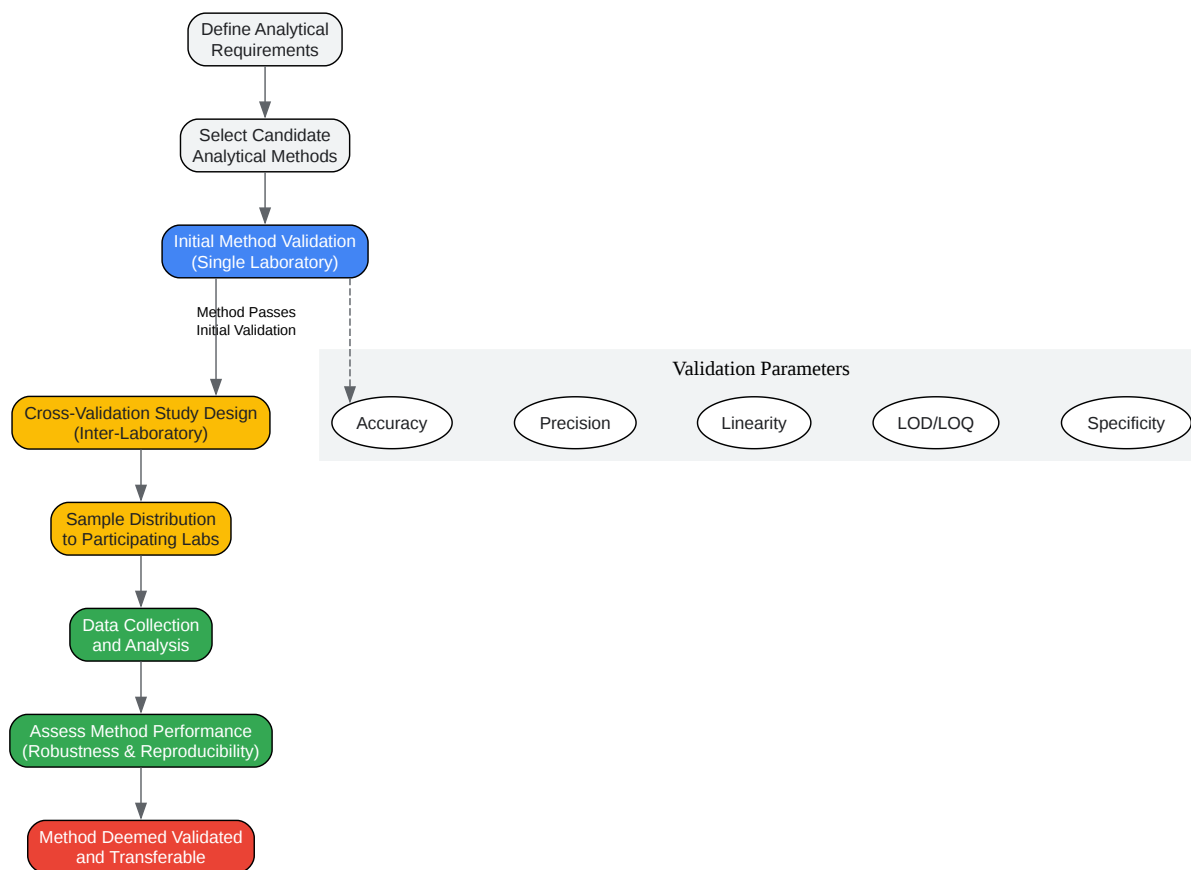 Define Analytical
Requirements
Select Candidate
Analytical Methods
Initial Method Validation
(Single Laboratory)
Method Passes
Initial Validation
Validation Parameters
Accuracy
Precision
Linearity
LOD/LOQ
Specificity
Cross-Validation Study Design
(Inter-Laboratory)
Sample Distribution
to Participating Labs
Data Collection
and Analysis
Assess Method Performance
(Robustness & Reproducibility)
Method Deemed Validated
and Transferable